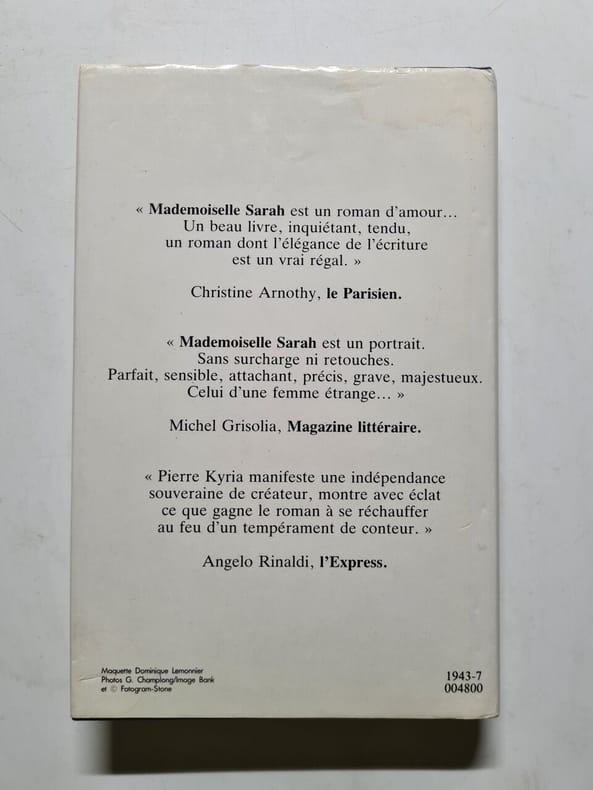 « Mademoiselle Sarah est un roman d'amour...
Un beau livre, inquiétant, tendu,
un roman dont l'élégance de l'écriture
est un vrai régal. »
Christine Arnothy, le Parisien.
« Mademoiselle Sarah est un portrait.
Sans surcharge ni retouches.
Parfait, sensible, attachant, précis, grave, majestueux.
Celui d'une femme étrange... »
Michel Grisolia, Magazine littéraire.
« Pierre Kyria manifeste une indépendance
souveraine de créateur, montre avec éclat
ce que gagne le roman à se réchauffer
au feu d'un tempérament de conteur. »
Angelo Rinaldi, l'Express.
Maquette Dominique Lemonnier
Photos G. Champlong/Image Bank
et © Fotogram-Stone
1943-7
004800